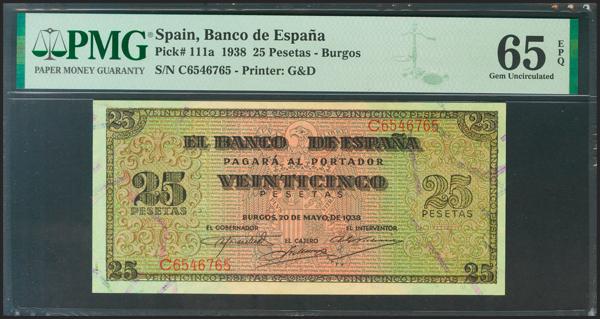 PMG
PAPER MONEY GUARANTY
Spain, Banco de España
Pick# 111a 1938 25 Pesetas - Burgos
S/N C6546765 - Printer: G&D
65 EPQ
Gem Uncirculated
25
25
C6546765
EL BANCO DE ESPAÑA
PAGARÁ AL PORTADOR
VEINTICINCO
PESETAS
25
PESETAS
25
PESETAS
BURGOS, 20 DE MAYO, DE 1938
EL GOBERNADOR
EL CAJERO
EL INTERVENTOR
C6546765
25
25